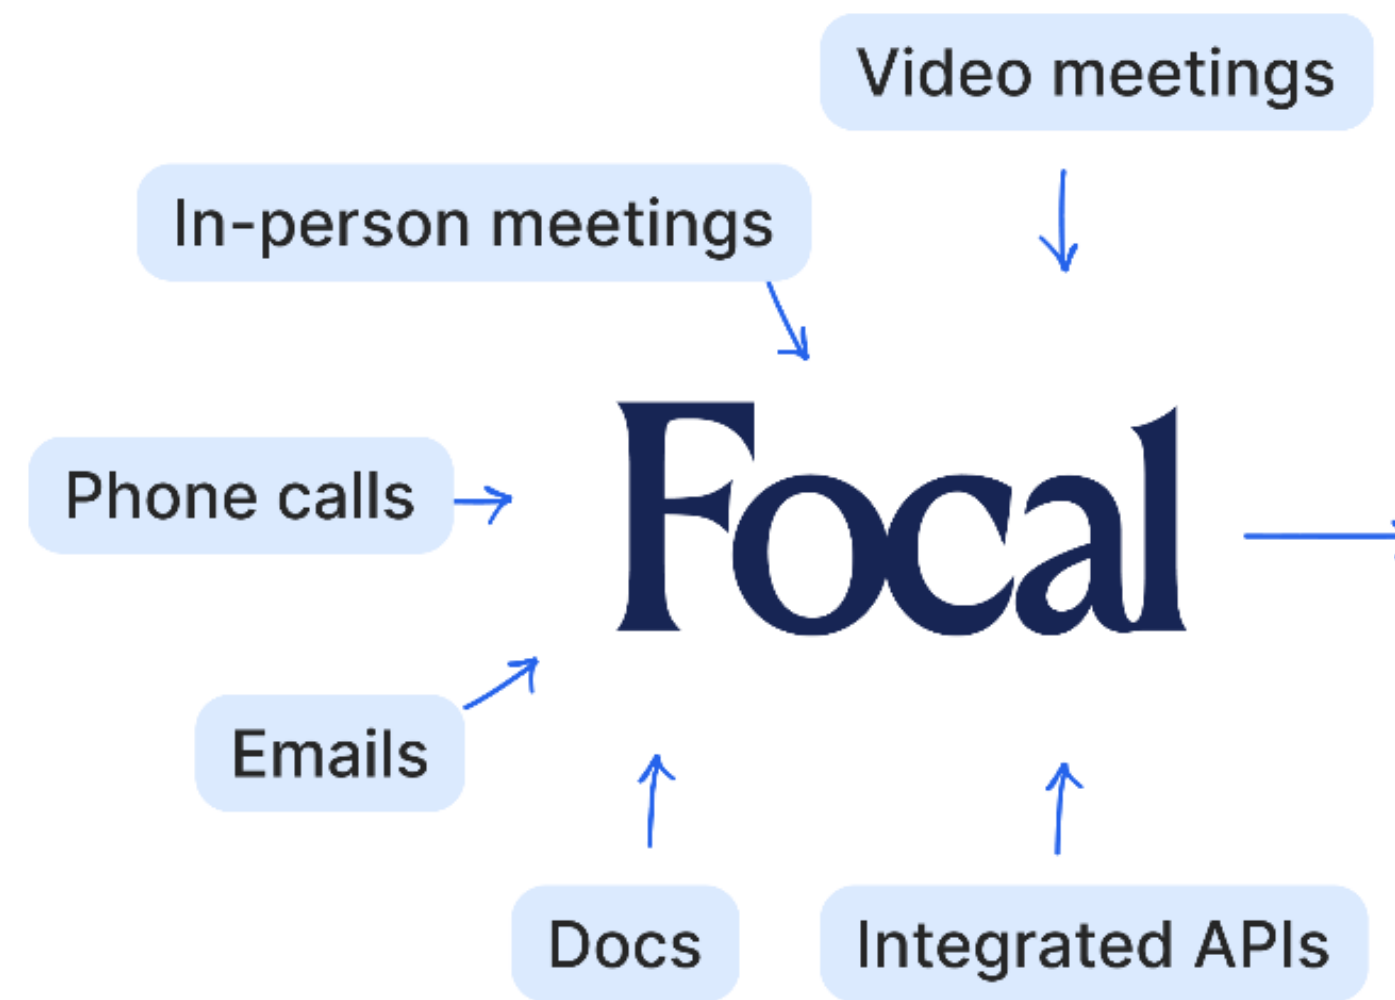 Video meetings
In-person meetings
Focal
Phone calls
Emails
Docs
Integrated APIs